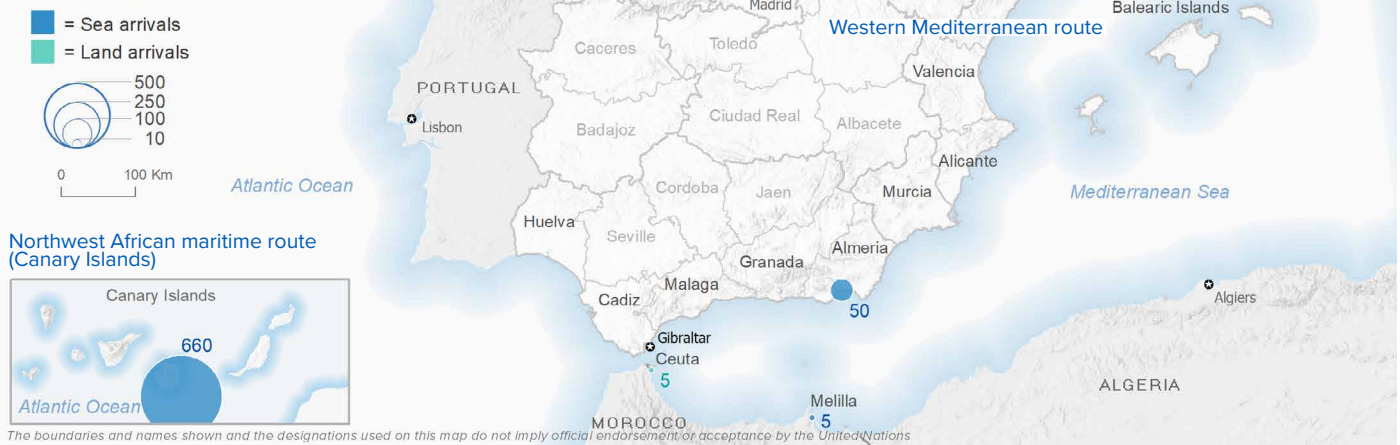 Madrid
Balearic Islands
= Sea arrivals
Western Mediterranean route
= Land arrivals
Caceres
Toledo
Valencia
500
250
100
10
PORTUGAL
Lisbon
Badajoz
Ciudad Real
Albacete
Alicante
0 100 Km
Atlantic Ocean
Cordoba
Jaen
Murcia
Mediterranean Sea
Huelva
Seville
Almeria
Northwest African maritime route
(Canary Islands)
Granada
Malaga
Cadiz
50
Algiers
Canary Islands
660
Atlantic Ocean
Gibraltar
Ceuta
5
ALGERIA
Melilla
5
MOROCCO
The boundaries and names shown and the designations used on this map do not imply official endorsement or acceptance by the United Nations